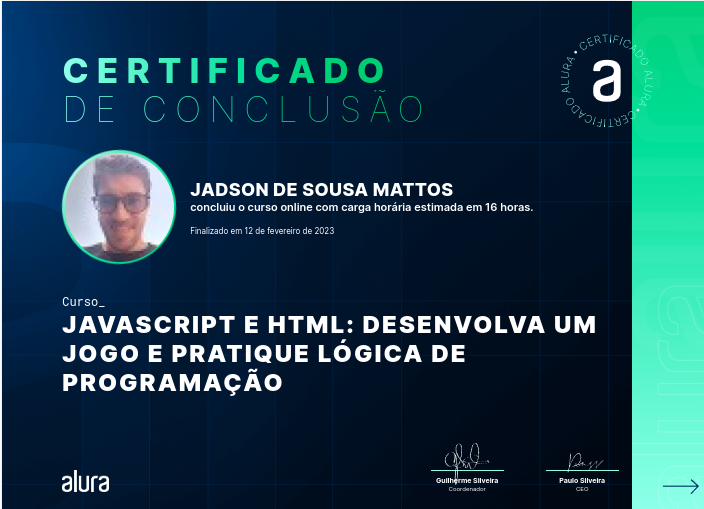 CERTIFICADO
DE CONCLUSÃO
CERTIFICADO ALURA • CERTIFICADO ALURA •
a
JADSON DE SOUSA MATTOS
concluiu o curso online com carga horária estimada em 16 horas.
Finalizado em 12 de fevereiro de 2023
Curso_
JAVASCRIPT E HTML: DESENVOLVA UM
JOGO E PRATIQUE LÓGICA DE
PROGRAMAÇÃO
alura
Guilherme Silveira
Coordenador
Paulo Silveira
CEO